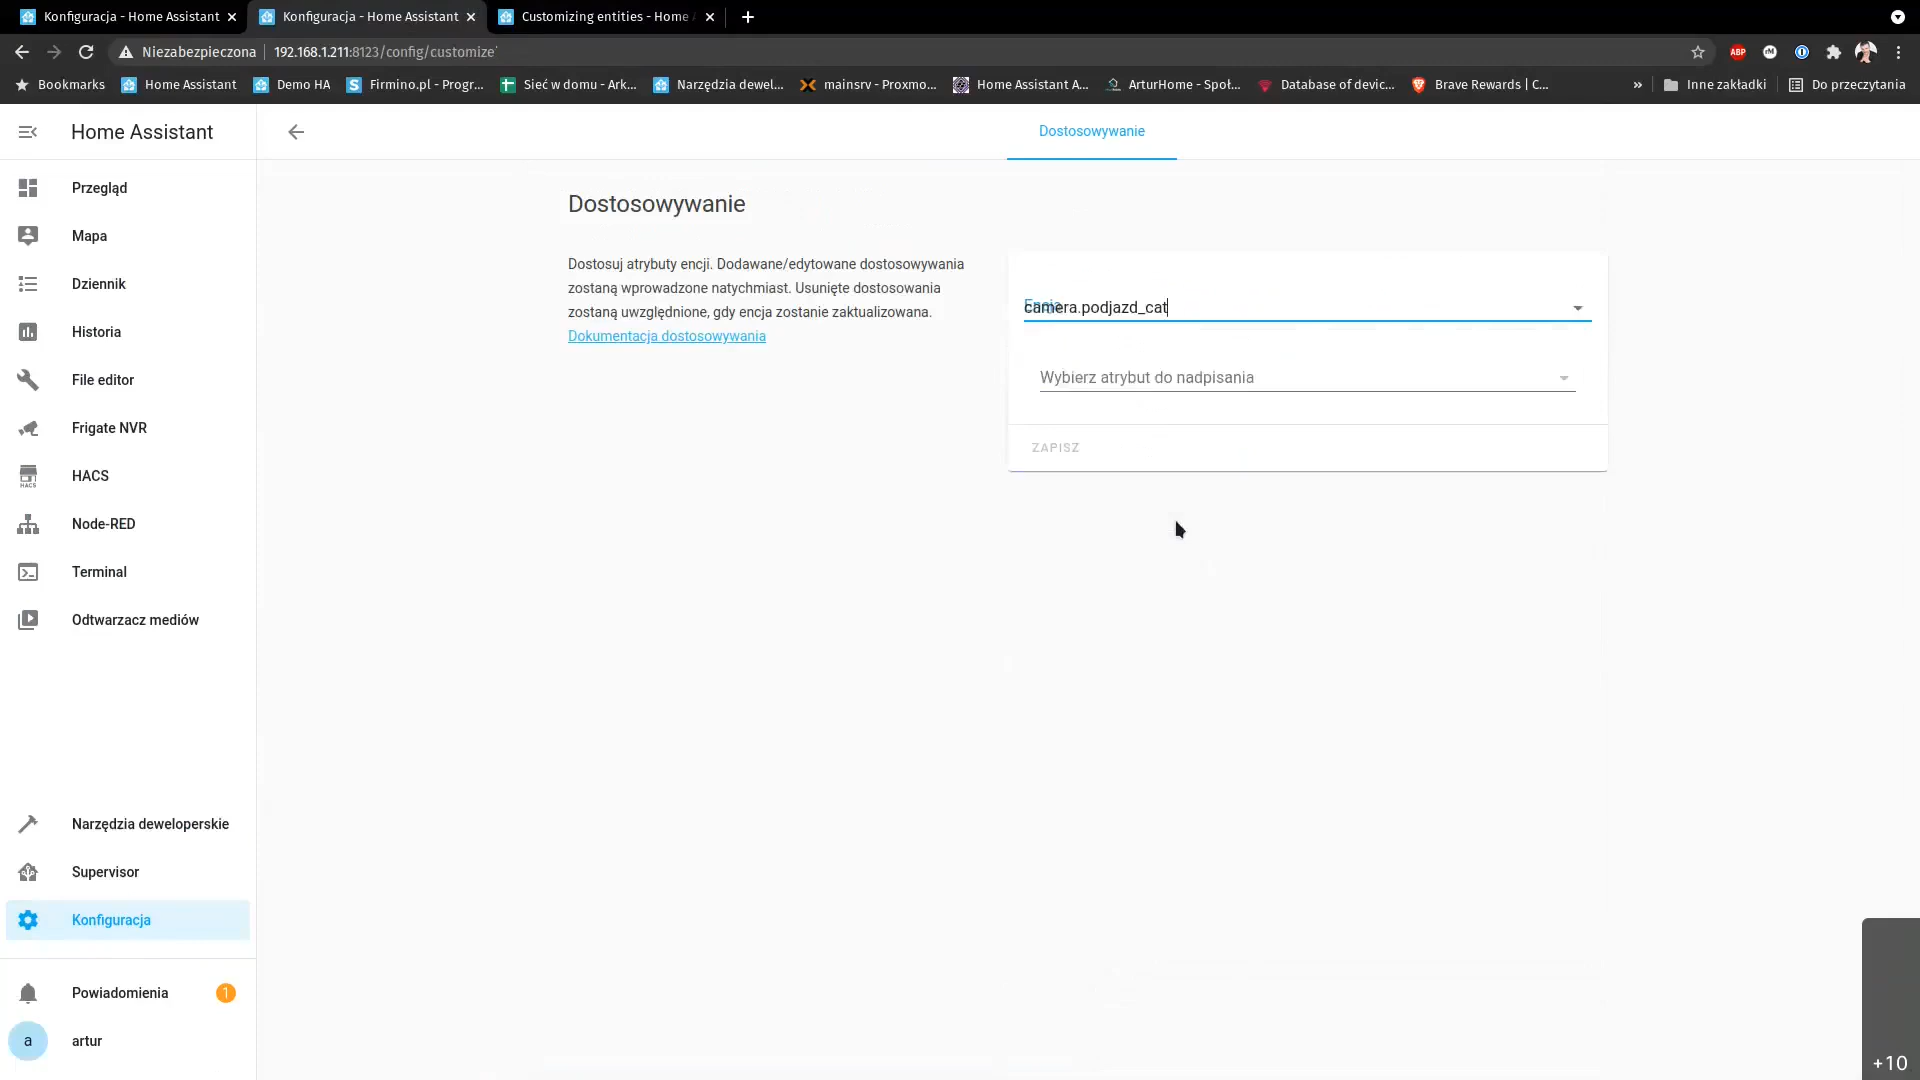 Konfiguracja - Home Assistant
Konfiguracja - Home Assistant
Customizing entities - Home
Niezabezpieczona
192.168.1.211:8123/config/customize
Bookmarks
Home Assistant
Demo HA
Firmino.pl - Progr...
Sieć w domu - Ark...
Narzędzia dewel...
mainsrv - Proxmo...
Home Assistant A...
ArturHome - Społ...
Database of devic...
Brave Rewards | C...
»
Inne zakładki
Do przeczytania
ABP
Home Assistant
Dostosowywanie
Przegląd
Mapa
Dziennik
Historia
File editor
Frigate NVR
HACS
HACS
Node-RED
Terminal
Odtwarzacz mediów
Narzędzia deweloperskie
Supervisor
Konfiguracja
Powiadomienia
1
a
artur
Dostosowywanie
Dostosuj atrybuty encji. Dodawane/edytowane dostosowywania
zostaną wprowadzone natychmiast. Usunięte dostosowania
zostaną uwzględnione, gdy encja zostanie zaktualizowana.
Dokumentacja dostosowywania
Encja
camera.podjazd_cat
Wybierz atrybut do nadpisania
ZAPISZ
+10